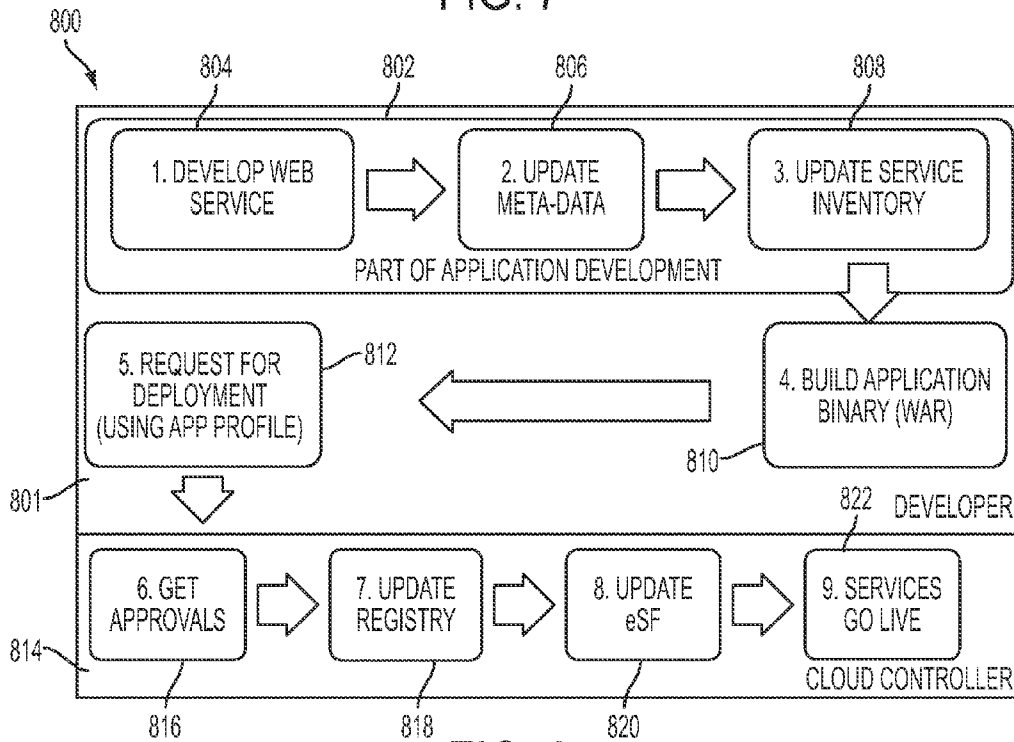 FIG. 7
800
804
802
806
808
1. DEVELOP WEB
SERVICE
2. UPDATE
META-DATA
3. UPDATE SERVICE
INVENTORY
PART OF APPLICATION DEVELOPMENT
5. REQUEST FOR
DEPLOYMENT
(USING APP PROFILE)
812
4. BUILD APPLICATION
BINARY (WAR)
810
801
822
DEVELOPER
6. GET
APPROVALS
7. UPDATE
REGISTRY
8. UPDATE
eSF
9. SERVICES
GO LIVE
814
CLOUD CONTROLLER
816
818
820